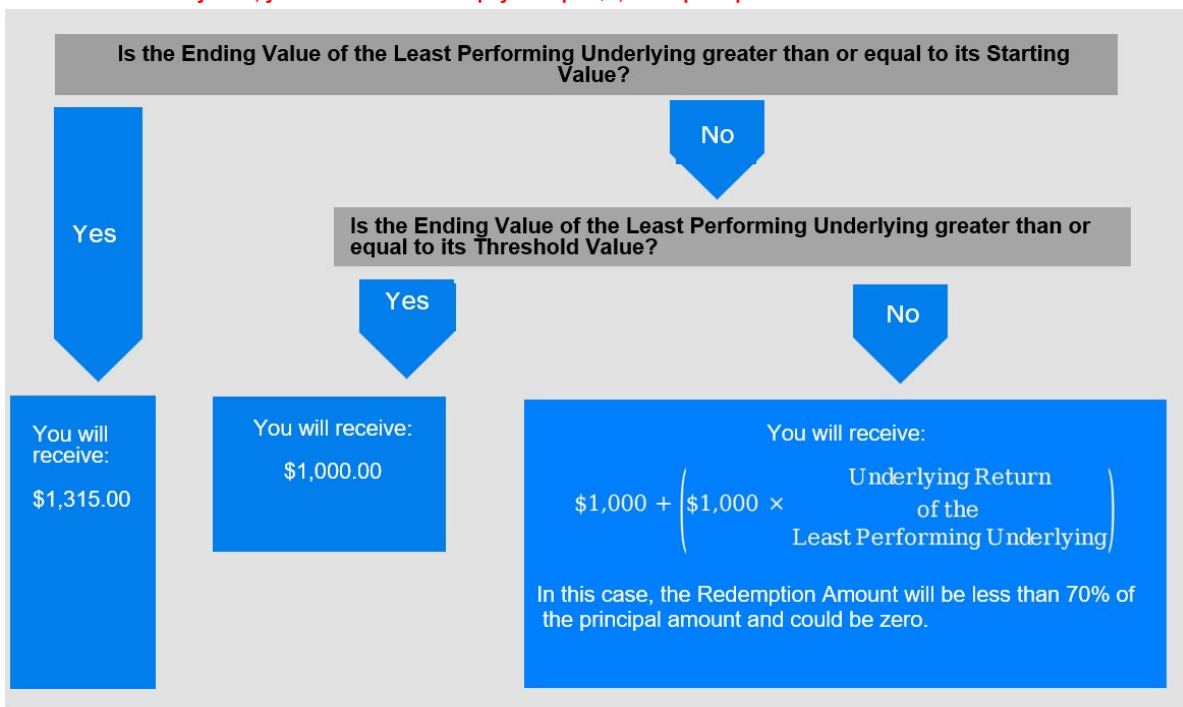 Is the Ending Value of the Least Performing Underlying greater than or equal to its Starting
Value?
No
Yes
Is the Ending Value of the Least Performing Underlying greater than or
equal to its Threshold Value?
Yes
No
You will
receive:
$1,315.00
You will receive:
$1,000.00
You will receive:
$1,000 + ($1,000 × Underlying Return
of the
Least Performing Underlying)
In this case, the Redemption Amount will be less than 70% of
the principal amount and could be zero.